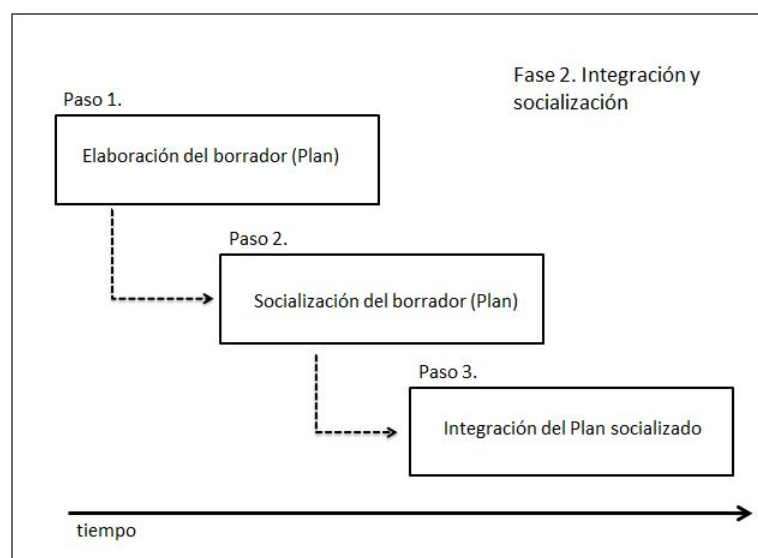 Fase 2. Integración y
socialización
Paso 1.
Elaboración del borrador (Plan)
Paso 2.
Socialización del borrador (Plan)
Paso 3.
Integración del Plan socializado
tiempo